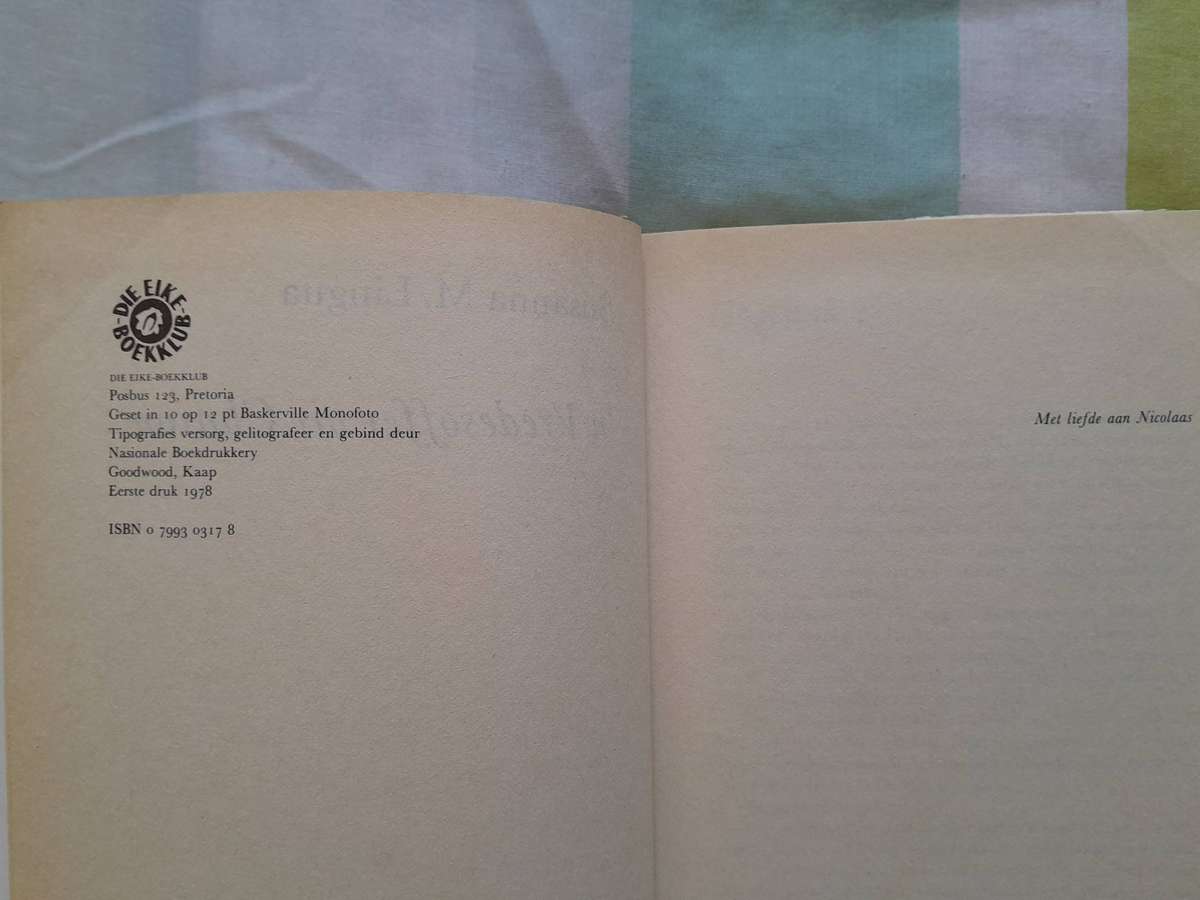 DIE EIKE-
BOEKKLUB
DIE EIKE-BOEKKLUB
Posbus 123, Pretoria
Geset in 10 op 12 pt Baskerville Monofoto
Tipografies versorg, gelitografeer en gebind deur
Nasionale Boekdrukkery
Goodwood, Kaap
Eerste druk 1978
ISBN 0 7993 0317 8
Met liefde aan Nicolaas